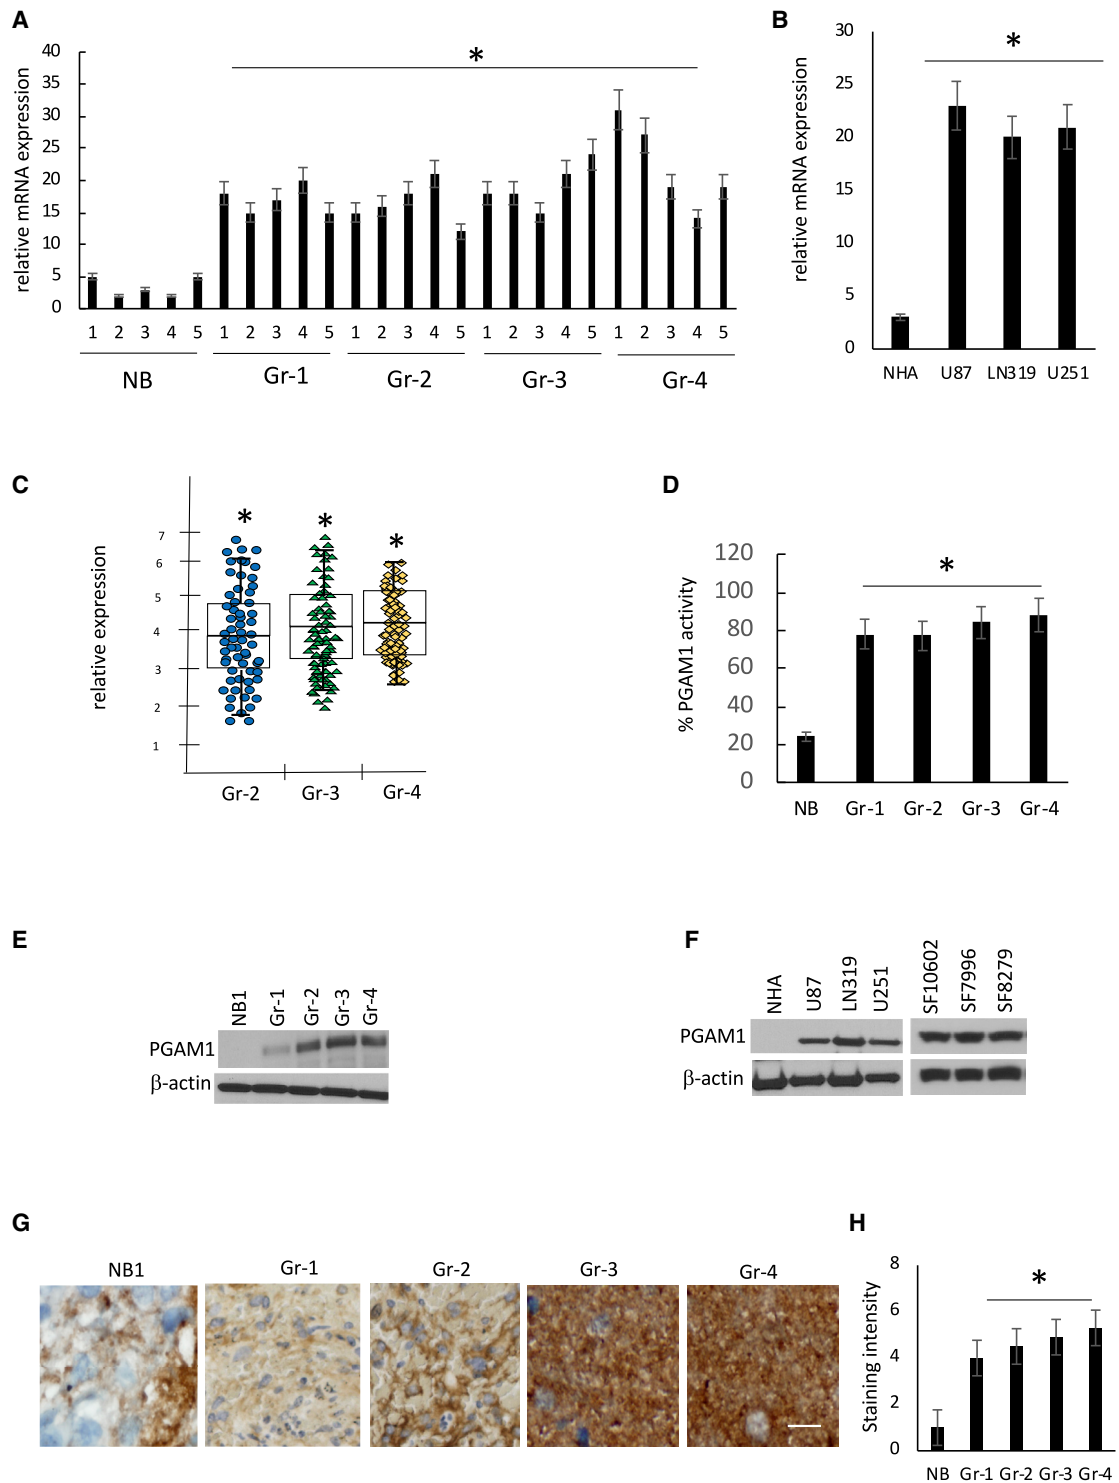 A
relative mRNA expression
40
35
30
25
20
15
10
5
0
*
1 2 3 4 5 1 2 3 4 5 1 2 3 4 5 1 2 3 4 5 1 2 3 4 5
NB Gr-1 Gr-2 Gr-3 Gr-4
B
relative mRNA expression
30
25
20
15
10
5
0
*
NHA U87 LN319 U251
C
relative expression
7
6
5
4
3
2
1
* * *
Gr-2 Gr-3 Gr-4
D
% PGAM1 activity
120
100
80
60
40
20
0
*
NB Gr-1 Gr-2 Gr-3 Gr-4
E
NB1 Gr-1 Gr-2 Gr-3 Gr-4
PGAM1
β-actin
F
NHA U87 LN319 U251 SF10602 SF7996 SF8279
PGAM1
β-actin
G
NB1 Gr-1 Gr-2 Gr-3 Gr-4
H
Staining intensity
8
6
4
2
0
*
NB Gr-1 Gr-2 Gr-3 Gr-4